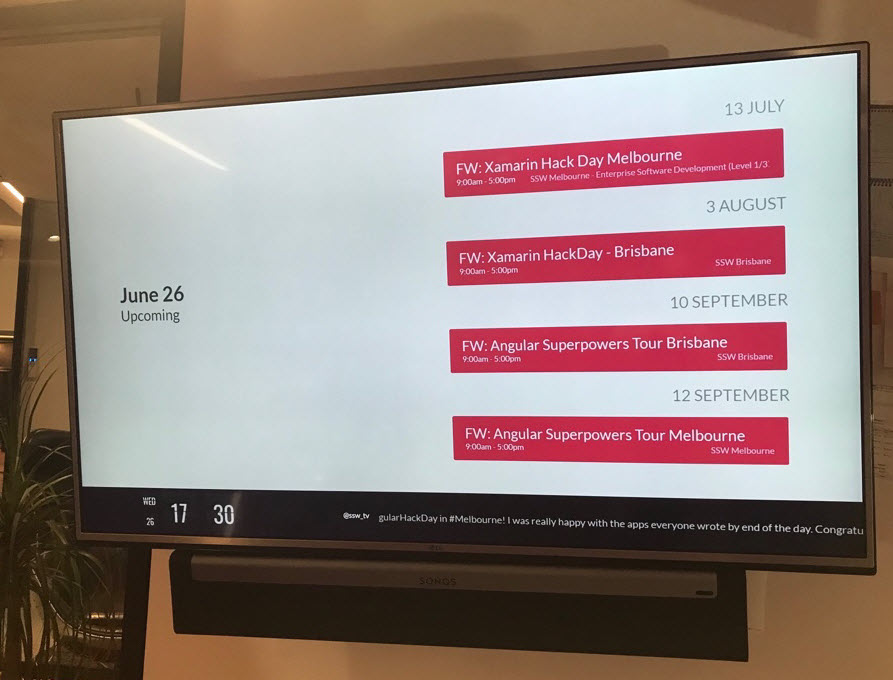 13 JULY
FW: Xamarin Hack Day Melbourne
9:00am - 5:00pm SSW Melbourne - Enterprise Software Development (Level 1/3
3 AUGUST
FW: Xamarin HackDay - Brisbane
9:00am - 5:00pm SSW Brisbane
June 26
Upcoming
10 SEPTEMBER
FW: Angular Superpowers Tour Brisbane
9:00am - 5:00pm SSW Brisbane
12 SEPTEMBER
FW: Angular Superpowers Tour Melbourne
9:00am - 5:00pm SSW Melbourne
WED
26
17 30
@ssw_tv gularHackDay in #Melbourne! I was really happy with the apps everyone wrote by end of the day. Congratu
LG
SONOS